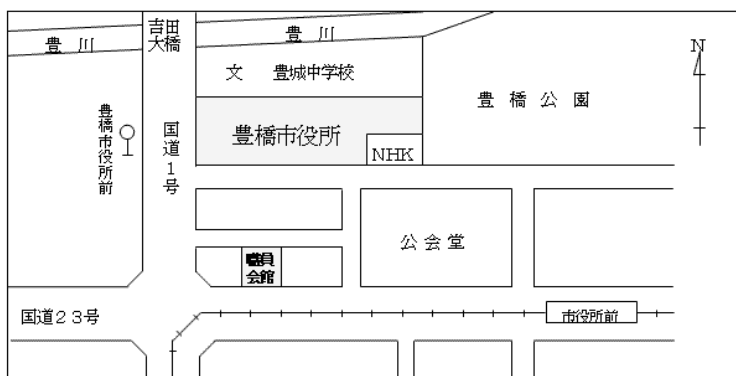 吉田
大橋
豊 川
豊 川
文 豊城中学校
豊 橋 公 園
N
豊橋市役所前
国道1号
豊橋市役所
NHK
公 会 堂
職員
会館
国道23号
市役所前